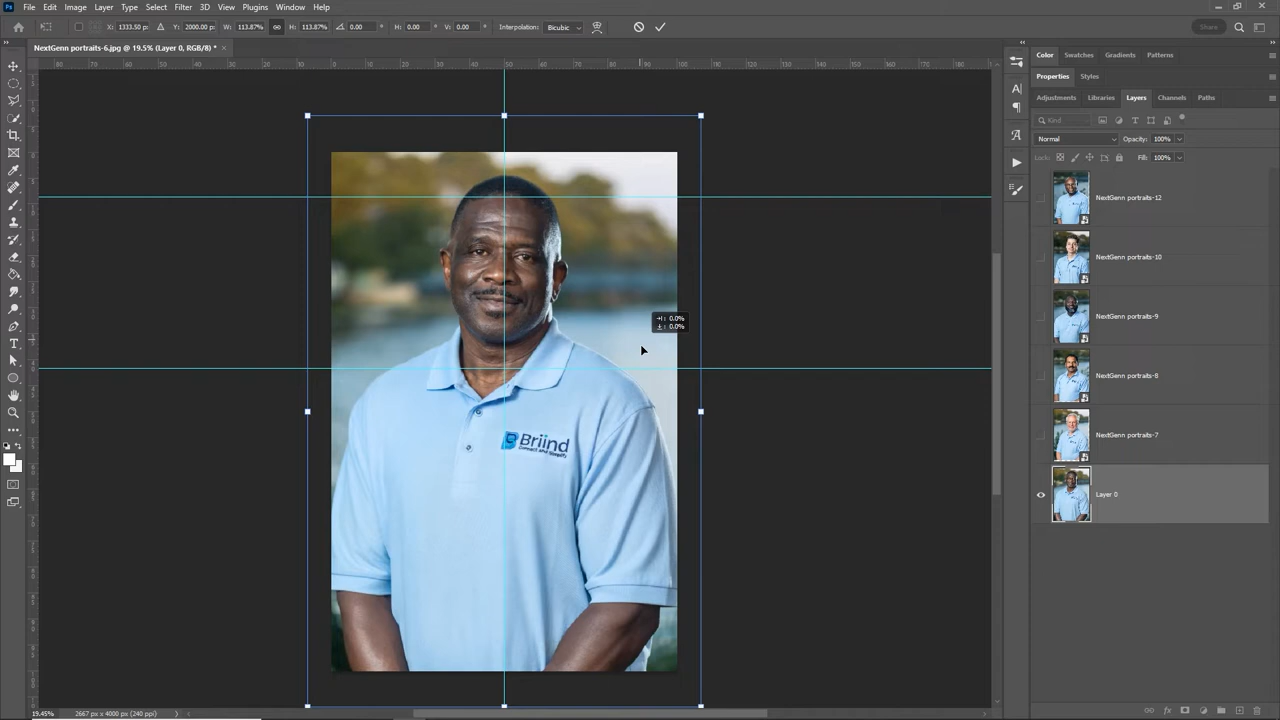 File Edit Image Layer Type Select Filter 3D View Plugins Window Help
X: 1333.50 px Y: 2000.00 px W: 113.87% H: 113.87% 0.00 ° H: 0.00 ° V: 0.00 ° Interpolation: Bicubic Share
NextGenn portraits-6.jpg @ 19.5% (Layer 0, RGB/8) * ×
Color Swatches Gradients Patterns
Properties Styles
Adjustments Libraries Layers Channels Paths
Kind
Normal Opacity: 100%
Lock: Fill: 100%
NextGenn portraits-12
NextGenn portraits-10
NextGenn portraits-9
NextGenn portraits-8
NextGenn portraits-7
Layer 0
: 0.0%
: 0.0%
Briind
Connect and Simplify
19.45% 2667 px x 4000 px (240 ppi)